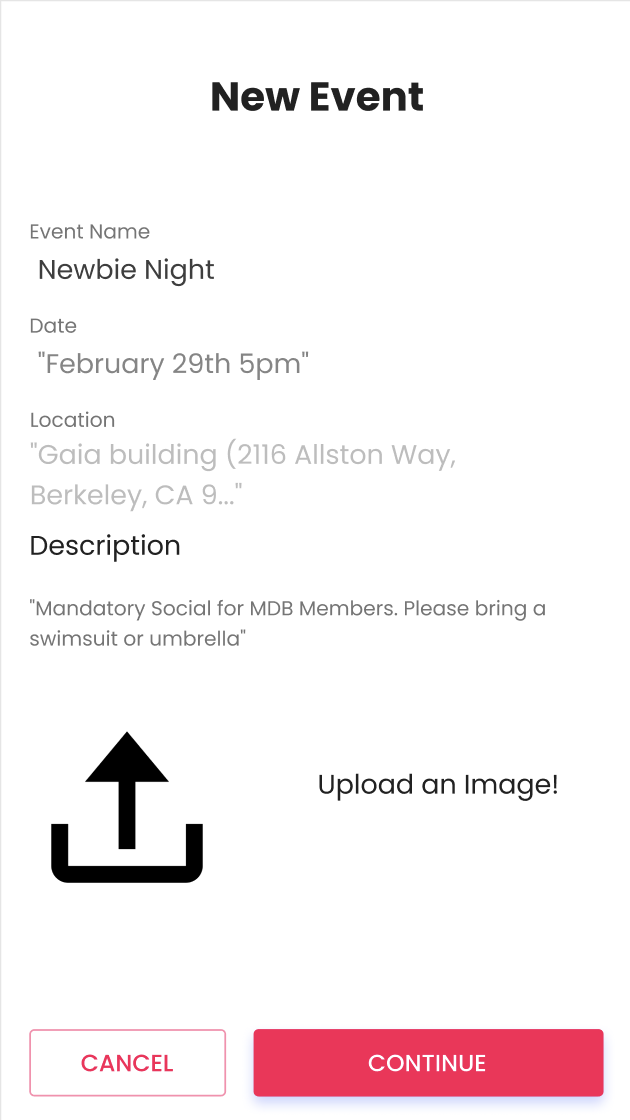 New Event
Event Name
Newbie Night
Date
"February 29th 5pm"
Location
"Gaia building (2116 Allston Way,
Berkeley, CA 9..."
Description
"Mandatory Social for MDB Members. Please bring a
swimsuit or umbrella"
Upload an Image!
CANCEL
CONTINUE